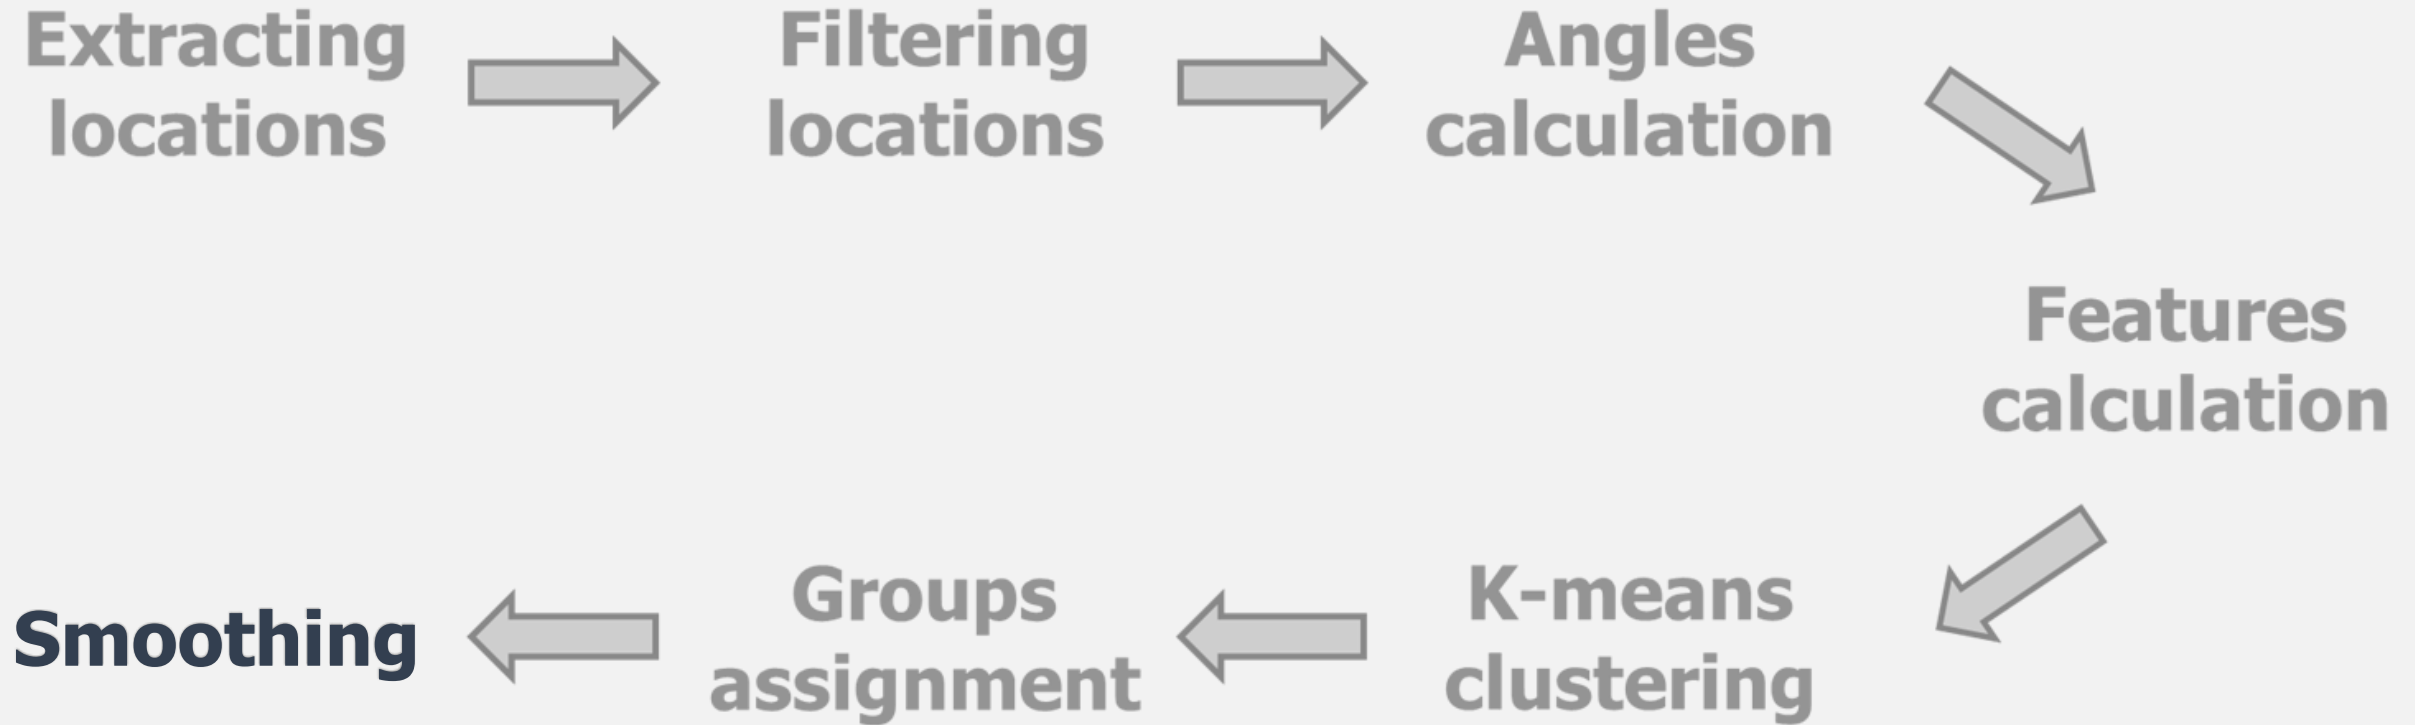 Extracting
locations
Filtering
locations
Angles
calculation
Features
calculation
K-means
clustering
Groups
assignment
Smoothing